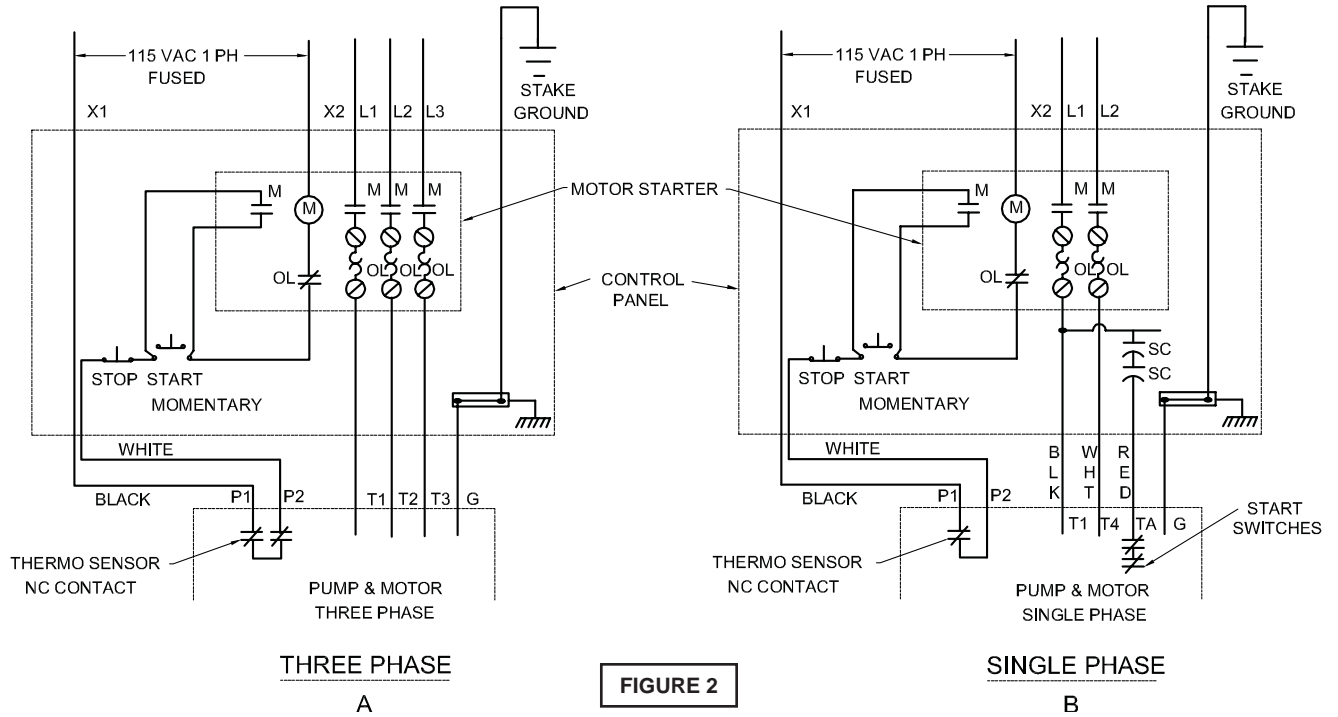 115 VAC 1 PH
FUSED
X1
X2
L1
L2
L3
STAKE
GROUND
M
M
M
M
M
OL
OL
OL
OL
STOP START
MOMENTARY
WHITE
BLACK
P1
P2
T1
T2
T3
G
THERMO SENSOR
NC CONTACT
PUMP & MOTOR
THREE PHASE
THREE PHASE
A
MOTOR STARTER
CONTROL
PANEL
FIGURE 2
115 VAC 1 PH
FUSED
X1
X2
L1
L2
STAKE
GROUND
M
M
M
M
OL
OL
OL
SC
SC
STOP START
MOMENTARY
WHITE
BLACK
P1
P2
BLK
WHT
RED
T1
T4
TA
G
START
SWITCHES
THERMO SENSOR
NC CONTACT
PUMP & MOTOR
SINGLE PHASE
SINGLE PHASE
B